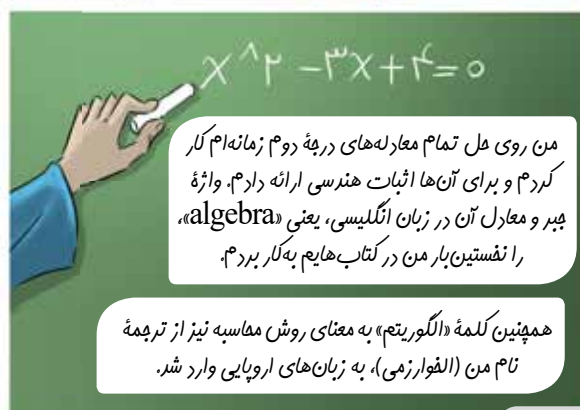 x^۲ -۳x+۴=۰
من روی حل تمام معادله‌های درجهٔ دوم زمانه‌ام کار
کردم و برای آن‌ها اثبات هندسی ارائه دادم. واژهٔ
جبر و معادل آن در زبان انگلیسی، یعنی «algebra»،
را نخستین‌بار من در کتاب‌هایم به‌کار بردم.
همچنین کلمهٔ «الگوریتم» به معنای روش محاسبه نیز از ترجمهٔ
نام من (الخوارزمی)، به زبان‌های اروپایی وارد شد.